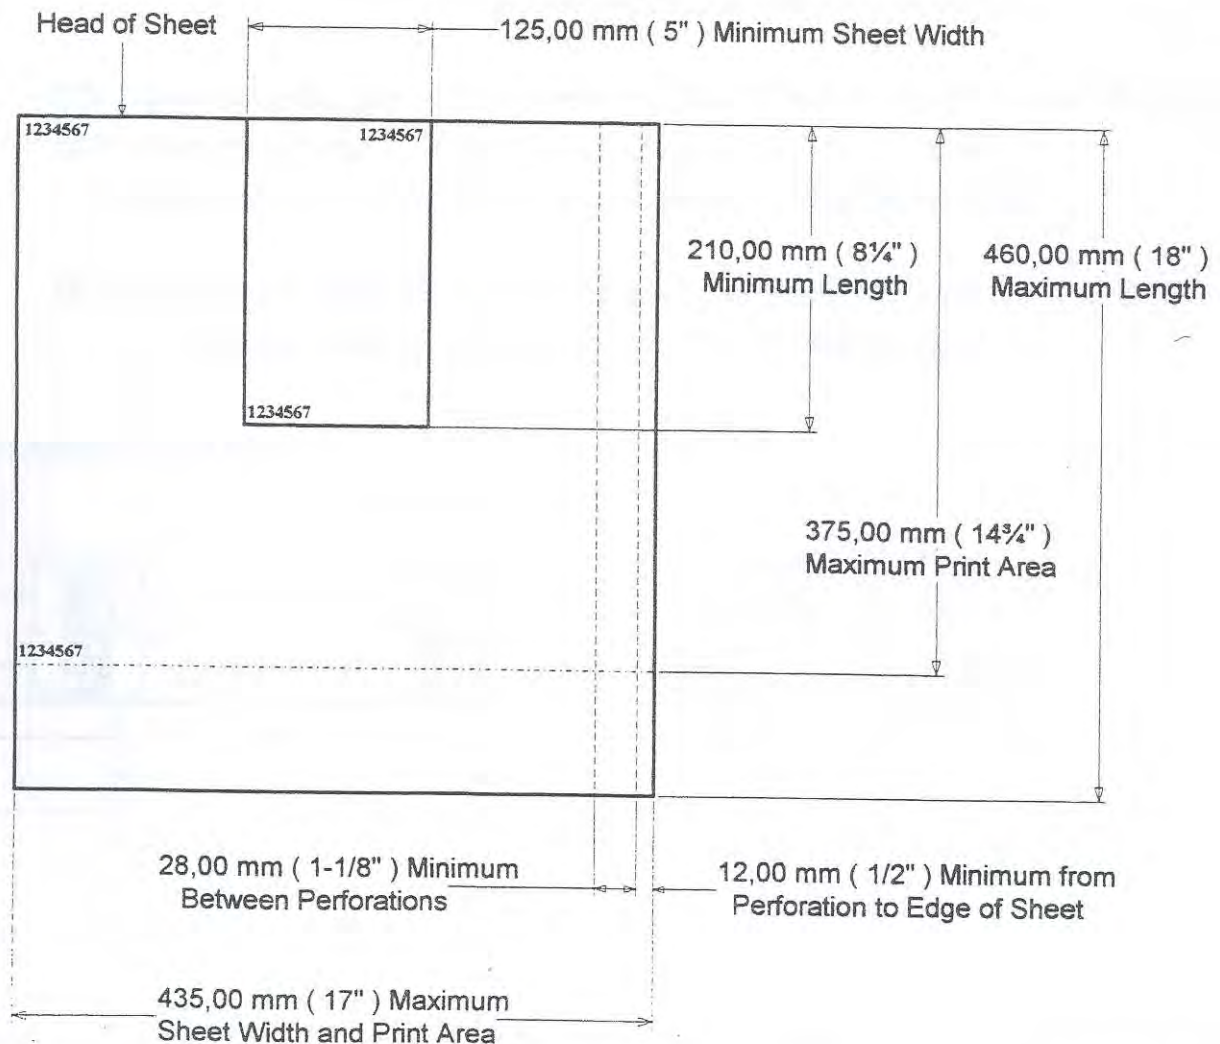 Head of Sheet
125,00 mm ( 5" ) Minimum Sheet Width
1234567
1234567
210,00 mm ( 8¼" )
Minimum Length
460,00 mm ( 18" )
Maximum Length
1234567
375,00 mm ( 14¾" )
Maximum Print Area
1234567
28,00 mm ( 1-1/8" ) Minimum
Between Perforations
12,00 mm ( 1/2" ) Minimum from
Perforation to Edge of Sheet
435,00 mm ( 17" ) Maximum
Sheet Width and Print Area